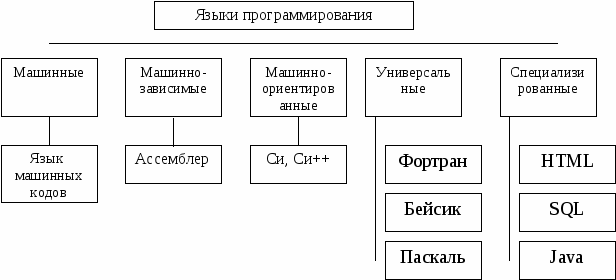 Языки программирования
Машинные
Машинно-
зависимые
Машинно-
ориентиров
анные
Универсаль
ные
Специализи
рованные
Язык
машинных
кодов
Ассемблер
Си, Си++
Фортран
HTML
Бейсик
SQL
Паскаль
Java